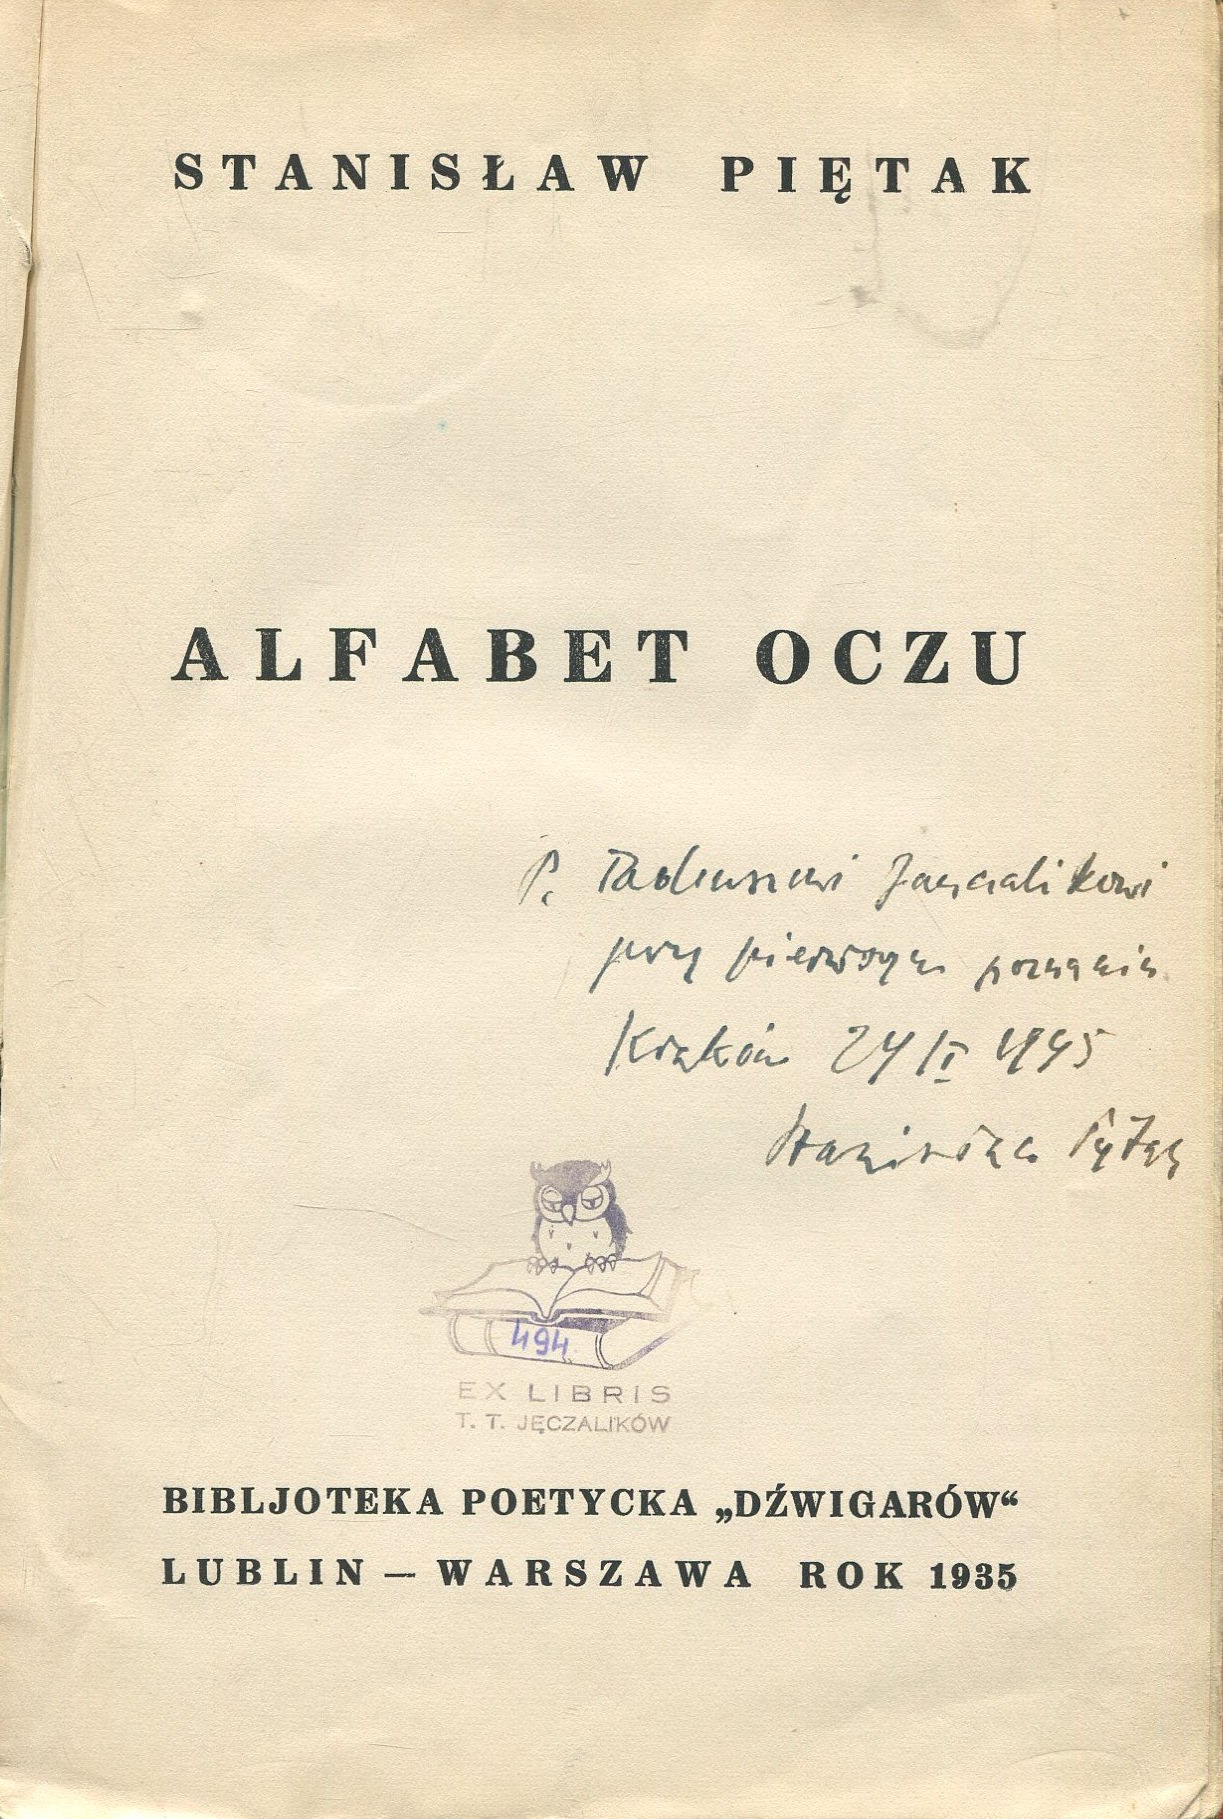 STANISŁAW PIĘTAK
ALFABET OCZU
P. Tadeuszowi Jęczalikowi
przy pierwszym poznaniu
Kraków 24/II 1945
Stanisław Piętak
494
EX LIBRIS
T. T. JĘCZALIKÓW
BIBLJOTEKA POETYCKA „DŹWIGARÓW“
LUBLIN — WARSZAWA ROK 1935